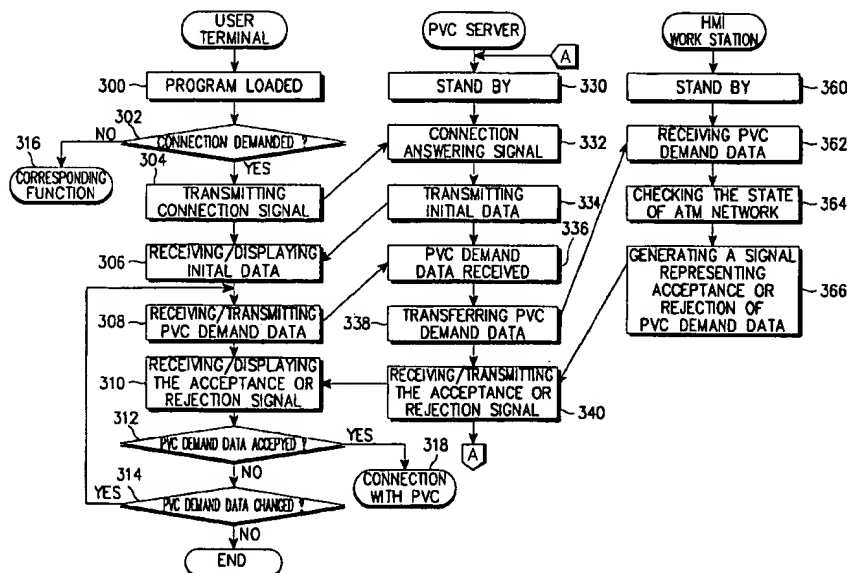 USER
TERMINAL
300
PROGRAM LOADED
302
CONNECTION DEMANDED ?
NO
YES
316
CORRESPONDING
FUNCTION
304
TRANSMITTING
CONNECTION SIGNAL
306
RECEIVING/DISPLAYING
INITAL DATA
308
RECEIVING/TRANSMITTING
PVC DEMAND DATA
310
RECEIVING/DISPLAYING
THE ACCEPTANCE OR
REJECTION SIGNAL
312
PVC DEMAND DATA ACCEPYED ?
YES
NO
318
CONNECTION
WITH PVC
314
YES
PVC DEMAND DATA CHANGED ?
NO
END
PVC SERVER
A
STAND BY
330
CONNECTION
ANSWERING SIGNAL
332
TRANSMITTING
INITIAL DATA
334
336
PVC DEMAND
DATA RECEIVED
338
TRANSFERRING PVC
DEMAND DATA
RECEIVING/TRANSMITTING
THE ACCEPTANCE OR
REJECTION SIGNAL
340
A
HMI
WORK STATION
STAND BY
360
RECEIVING PVC
DEMAND DATA
362
CHECKING THE STATE
OF ATM NETWORK
364
GENERATING A SIGNAL
REPRESENTING
ACCEPTANCE OR
REJECTION OF
PVC DEMAND DATA
366